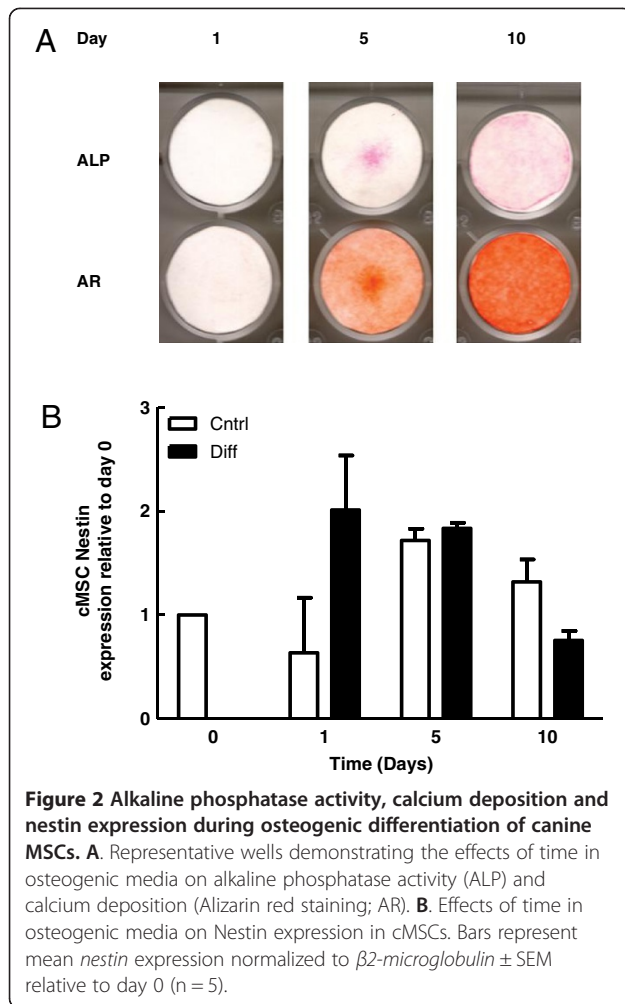 A Day 1 5 10
ALP
AR
B
3
2
1
0
cMSC Nestin
expression relative to day 0
Cntrl
Diff
0 1 5 10
Time (Days)
Figure 2 Alkaline phosphatase activity, calcium deposition and
nestin expression during osteogenic differentiation of canine
MSCs. A. Representative wells demonstrating the effects of time in
osteogenic media on alkaline phosphatase activity (ALP) and
calcium deposition (Alizarin red staining; AR). B. Effects of time in
osteogenic media on Nestin expression in cMSCs. Bars represent
mean nestin expression normalized to β2-microglobulin ± SEM
relative to day 0 (n = 5).